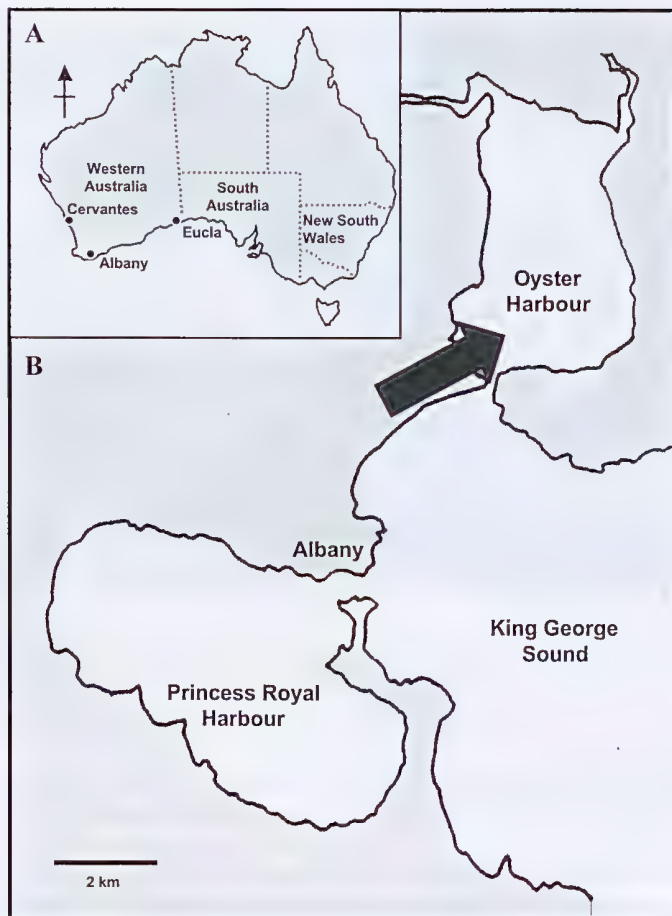 A
Western
Australia
Cervantes
Albany
South
Australia
Eucla
New South
Wales
B
Oyster
Harbour
Albany
King George
Sound
Princess Royal
Harbour
2 km